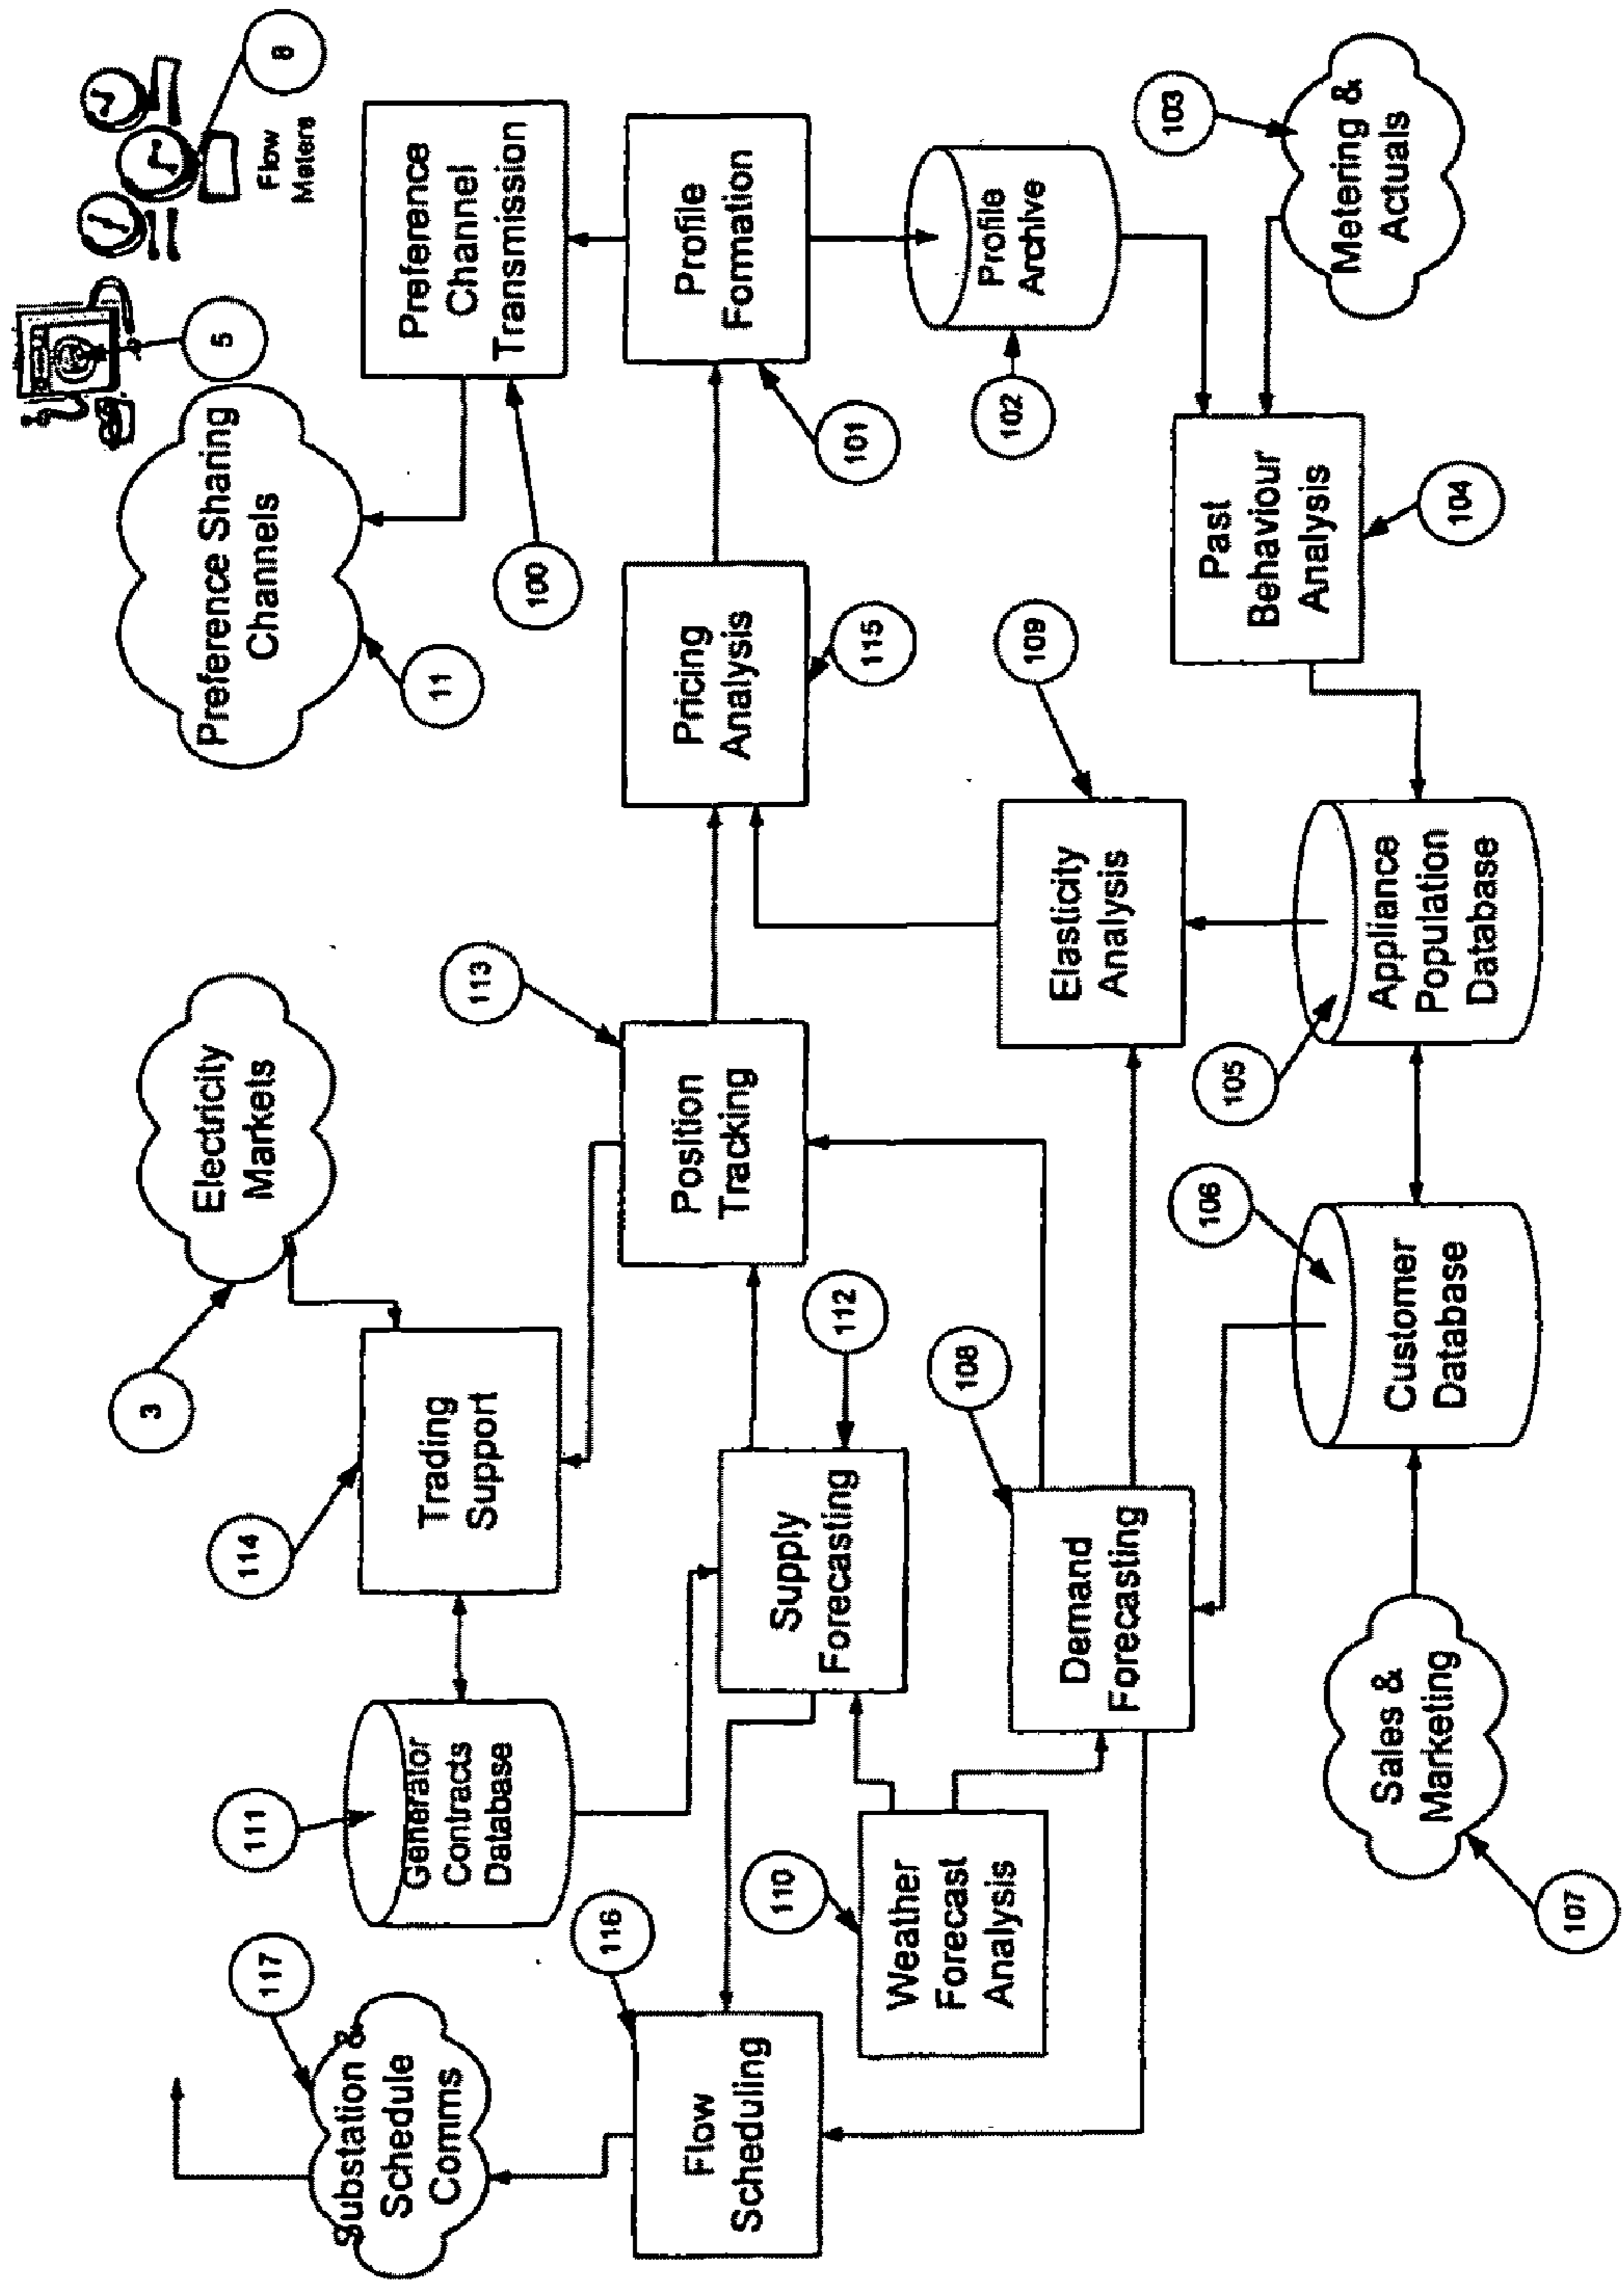 117
Substation &
Schedule
Comms
111
Generator
Contracts
Database
114
Trading
Support
3
Electricity
Markets
Preference Sharing
Channels
11
5
8
Flow
Meters
Preference
Channel
Transmission
100
116
Flow
Scheduling
Supply
Forecasting
112
113
Position
Tracking
Pricing
Analysis
115
Profile
Formation
101
110
Weather
Forecast
Analysis
108
Demand
Forecasting
109
Elasticity
Analysis
Profile
Archive
102
107
Sales &
Marketing
106
Customer
Database
105
Appliance
Population
Database
Past
Behaviour
Analysis
104
103
Metering &
Actuals